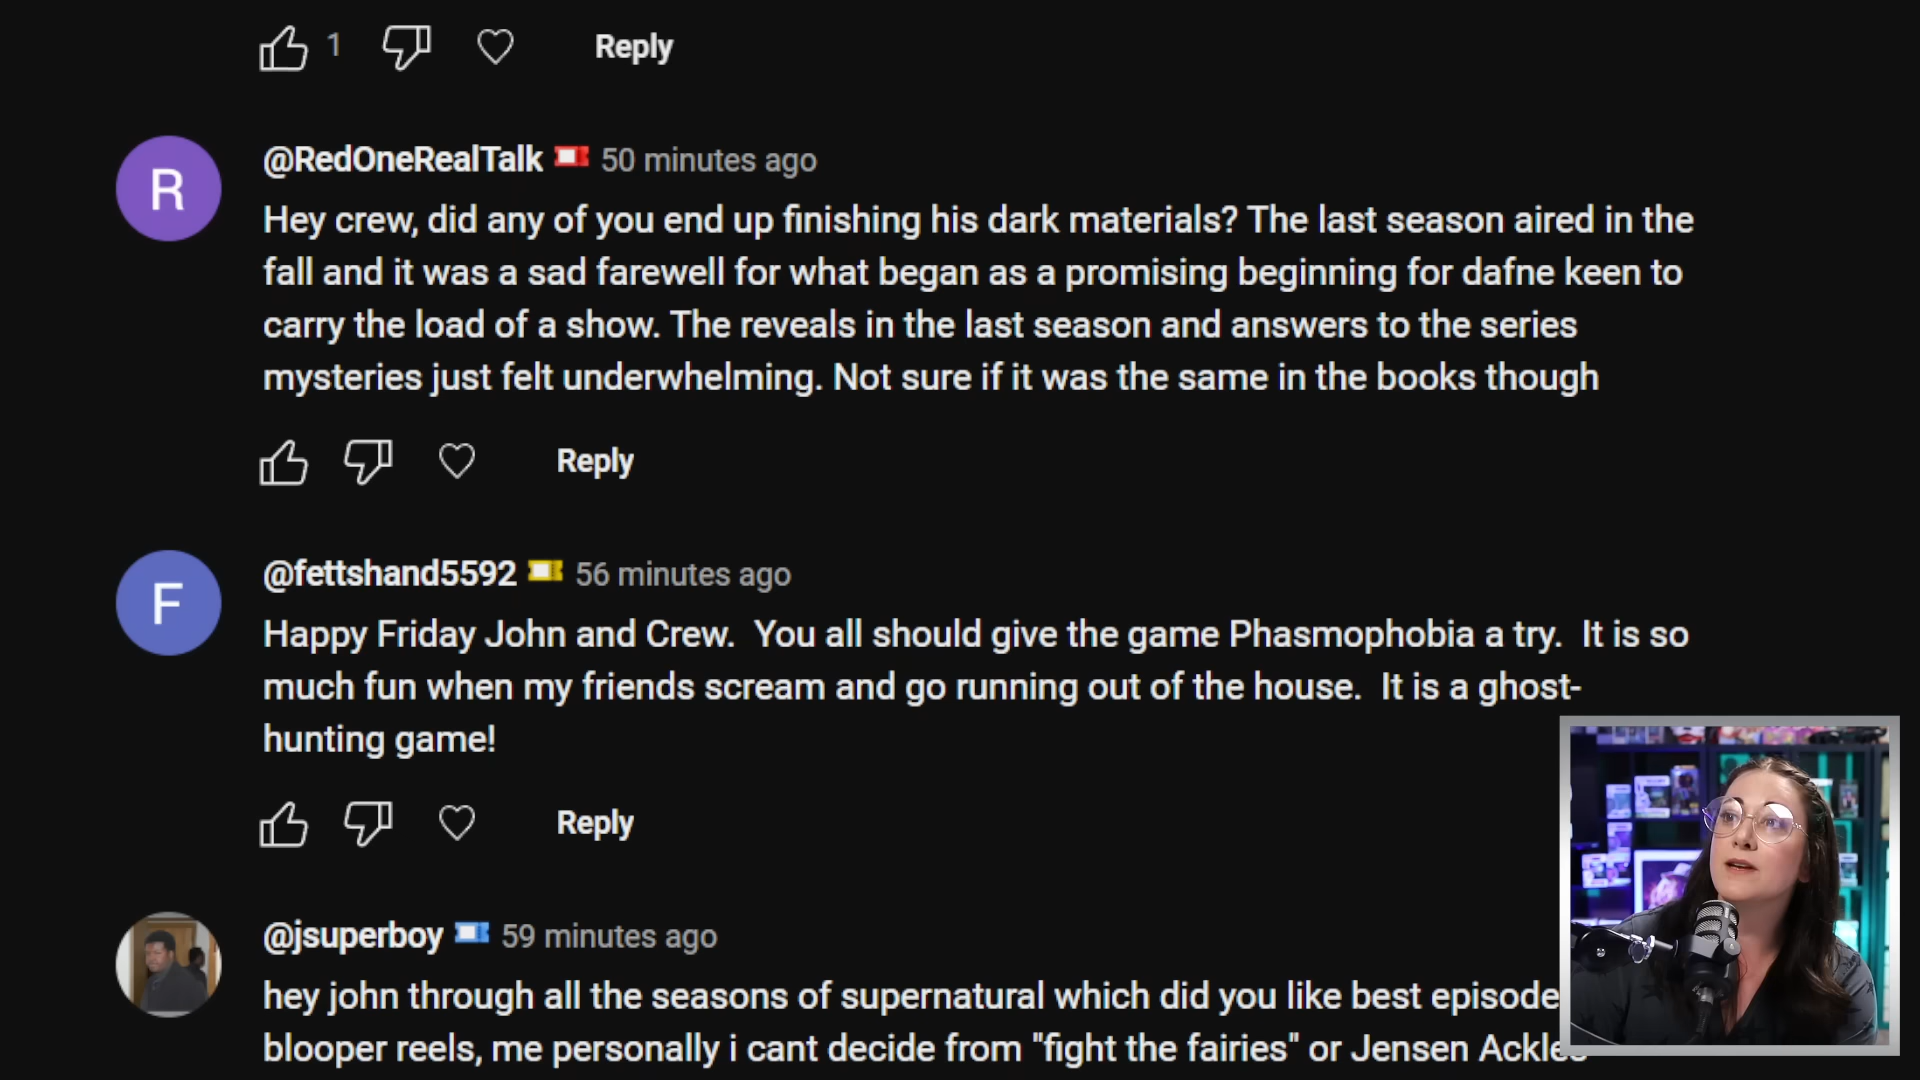 1 Reply
R
@RedOneRealTalk 50 minutes ago
Hey crew, did any of you end up finishing his dark materials? The last season aired in the
fall and it was a sad farewell for what began as a promising beginning for dafne keen to
carry the load of a show. The reveals in the last season and answers to the series
mysteries just felt underwhelming. Not sure if it was the same in the books though
Reply
F
@fettshand5592 56 minutes ago
Happy Friday John and Crew.  You all should give the game Phasmophobia a try.  It is so
much fun when my friends scream and go running out of the house.  It is a ghost-
hunting game!
Reply
@jsuperboy 59 minutes ago
hey john through all the seasons of supernatural which did you like best episode
blooper reels, me personally i cant decide from "fight the fairies" or Jensen